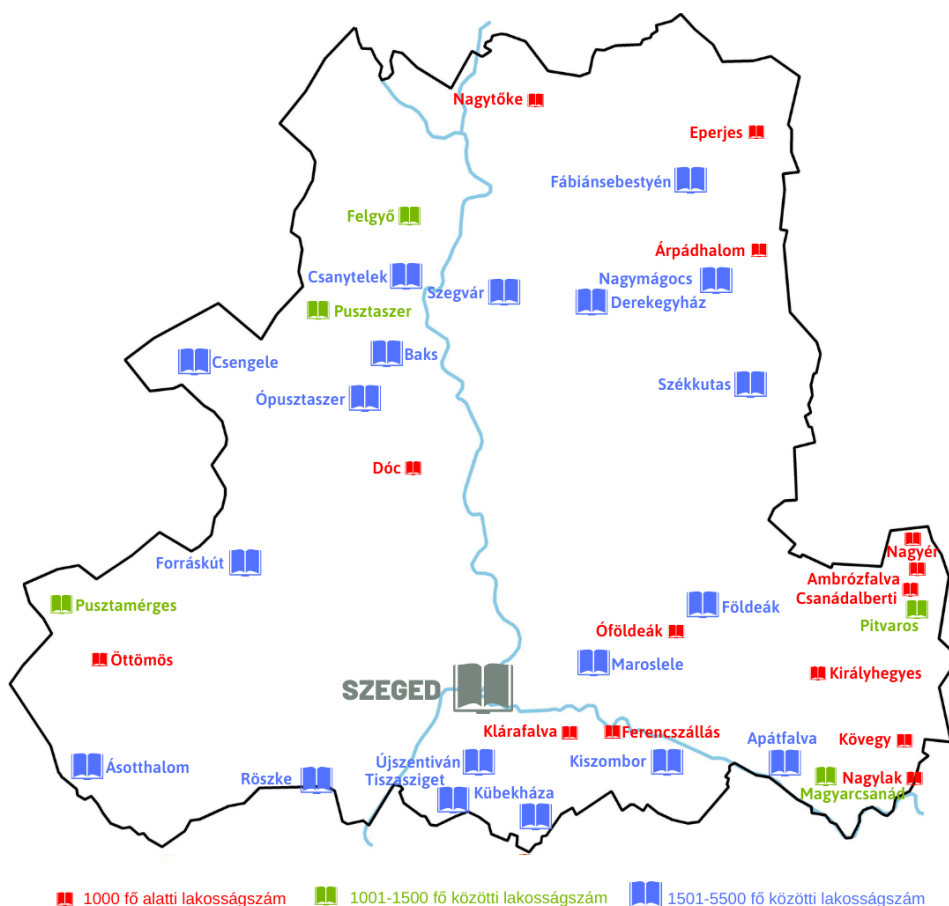 Nagytőke
Eperjes
Fábiánsebestyén
Felgyő
Árpádhalom
Csanytelek
Nagymágocs
Szegvár
Derekegyház
Pusztaszer
Baks
Csengele
Székkutas
Ópusztaszer
Dóc
Nagyér
Forráskút
Ambrózfalva
Csanádalberti
Pusztamérges
Földeák
Pitvaros
Óföldeák
Öttömös
Maroslele
Királyhegyes
SZEGED
Klárafalva
Ferencszállás
Kövegy
Apátfalva
Újszentiván
Kiszombor
Ásotthalom
Röszke
Tiszasziget
Nagylak
Kübekháza
Magyarcsanád
1000 fő alatti lakosságszám
1001-1500 fő közötti lakosságszám
1501-5500 fő közötti lakosságszám